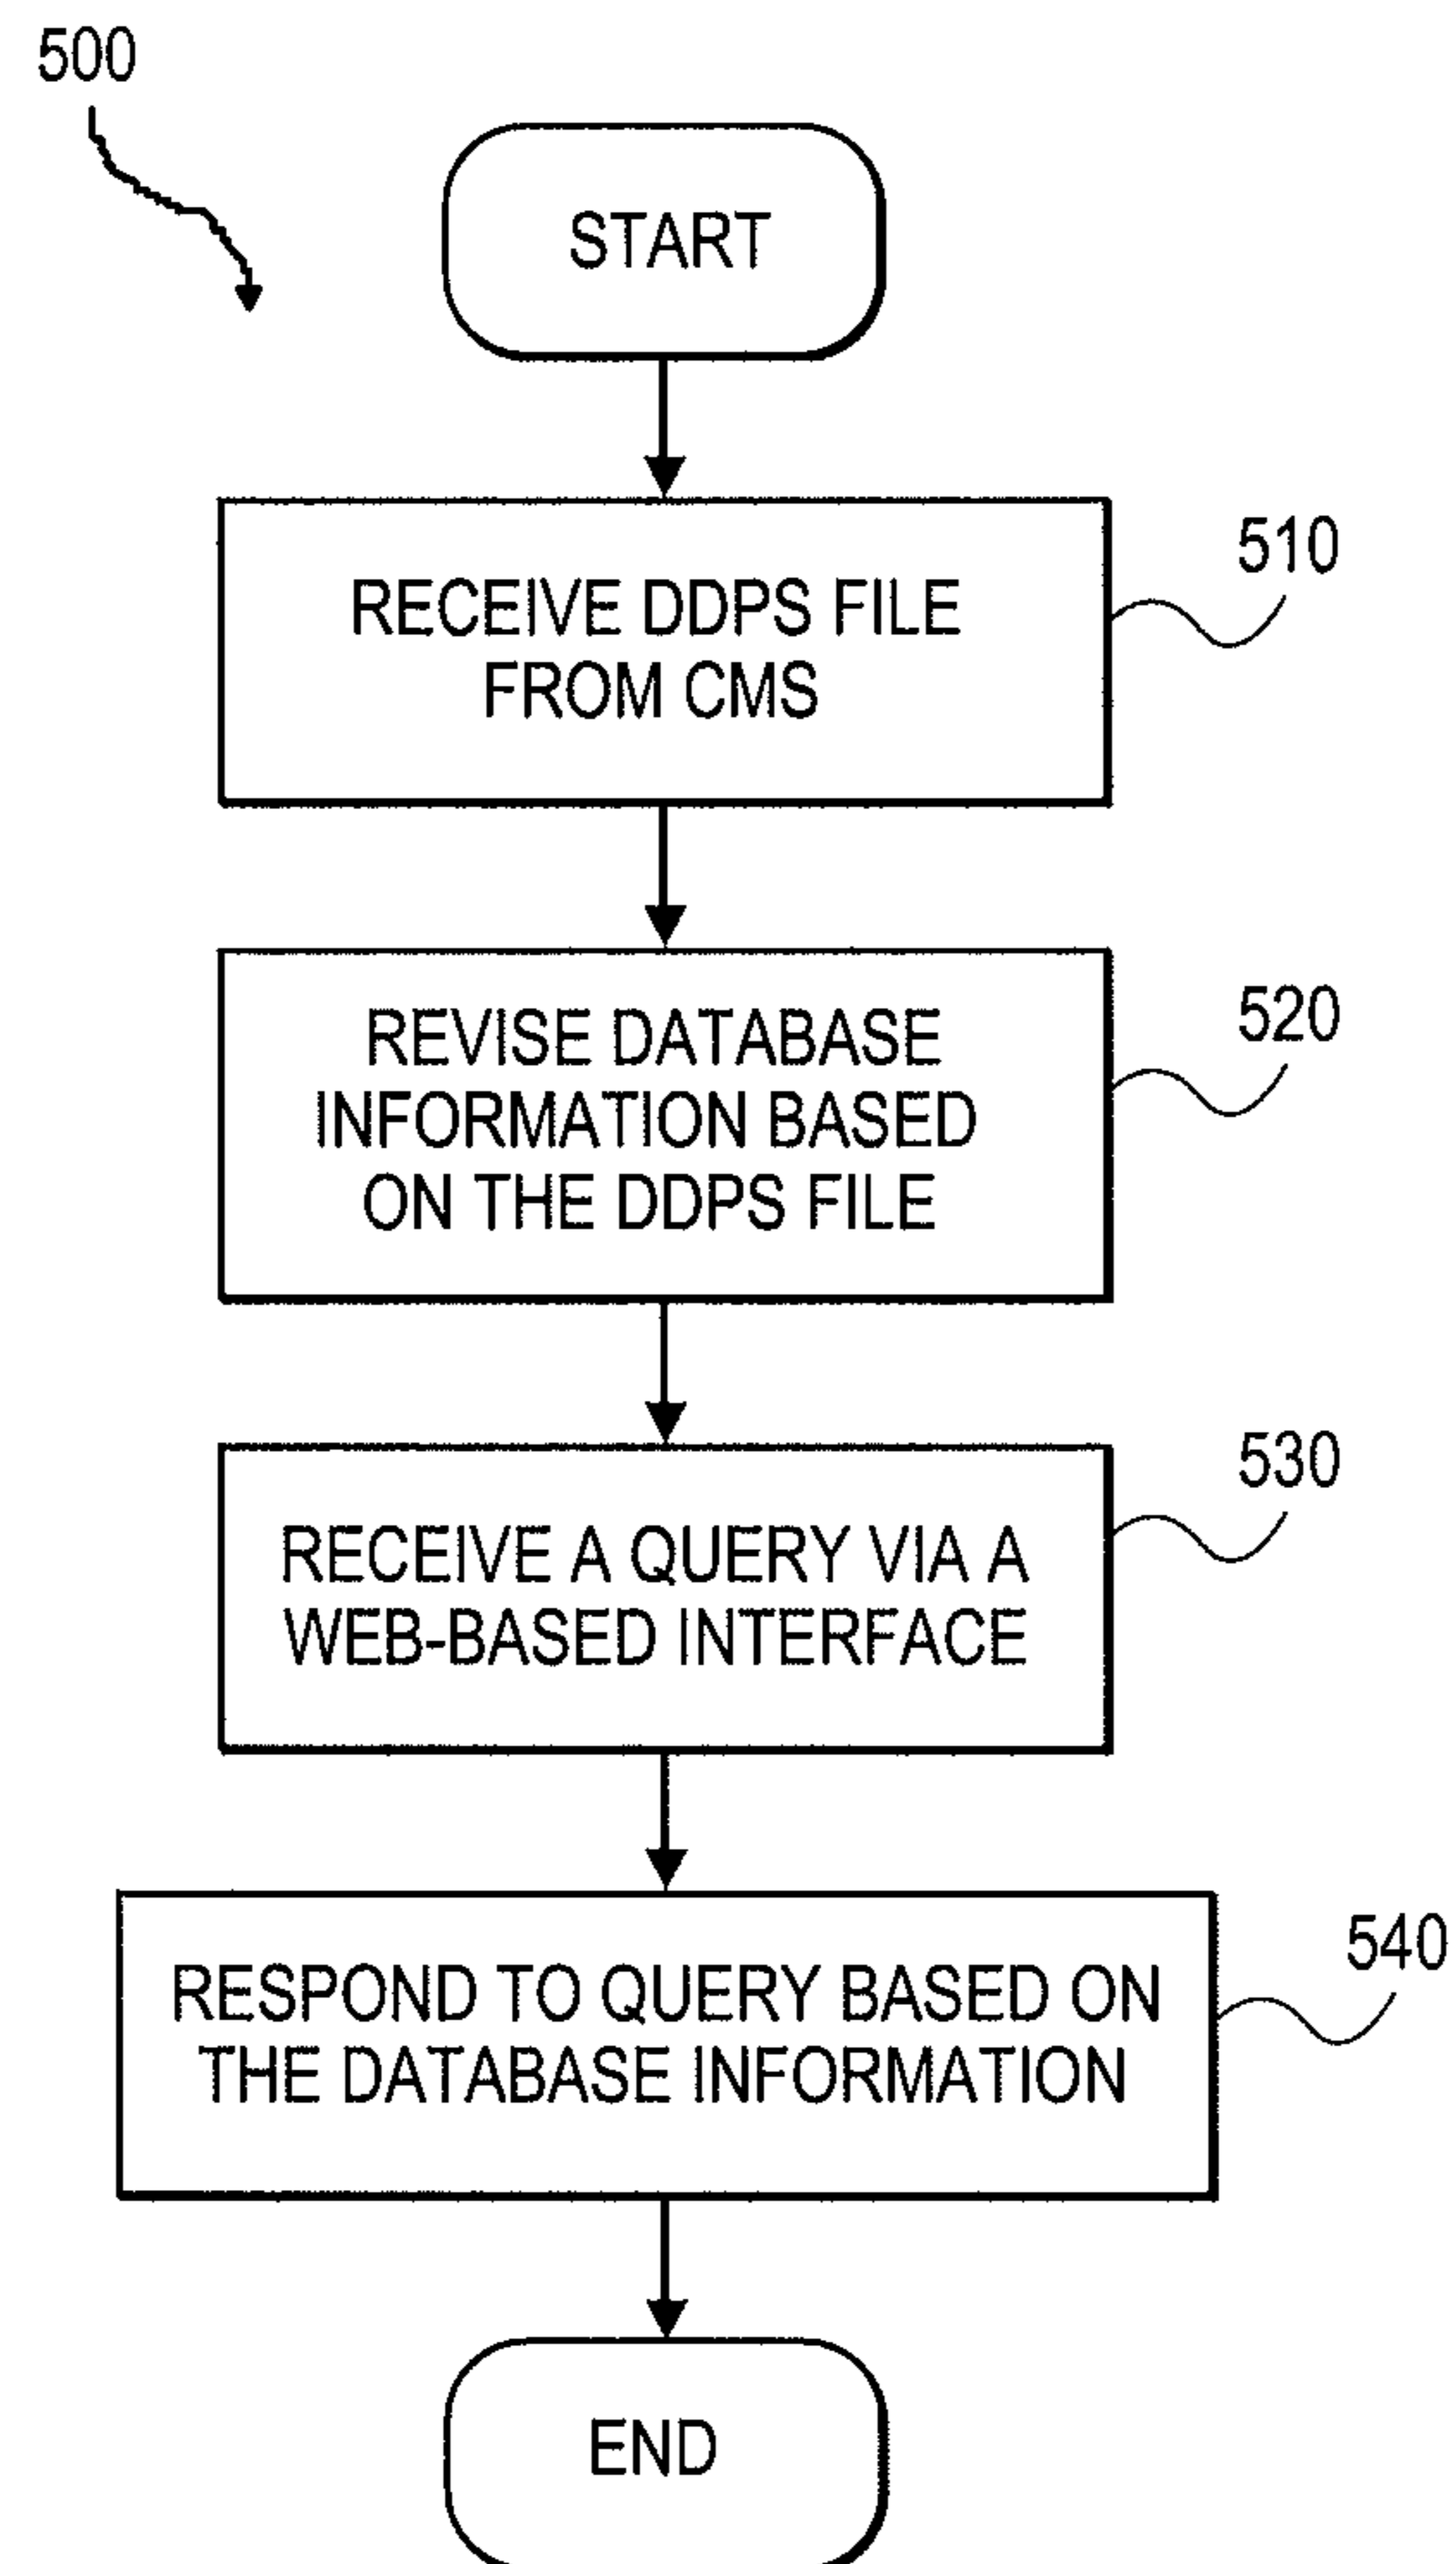 500
START
RECEIVE DDPS FILE
FROM CMS
510
REVISE DATABASE
INFORMATION BASED
ON THE DDPS FILE
520
RECEIVE A QUERY VIA A
WEB-BASED INTERFACE
530
RESPOND TO QUERY BASED ON
THE DATABASE INFORMATION
540
END